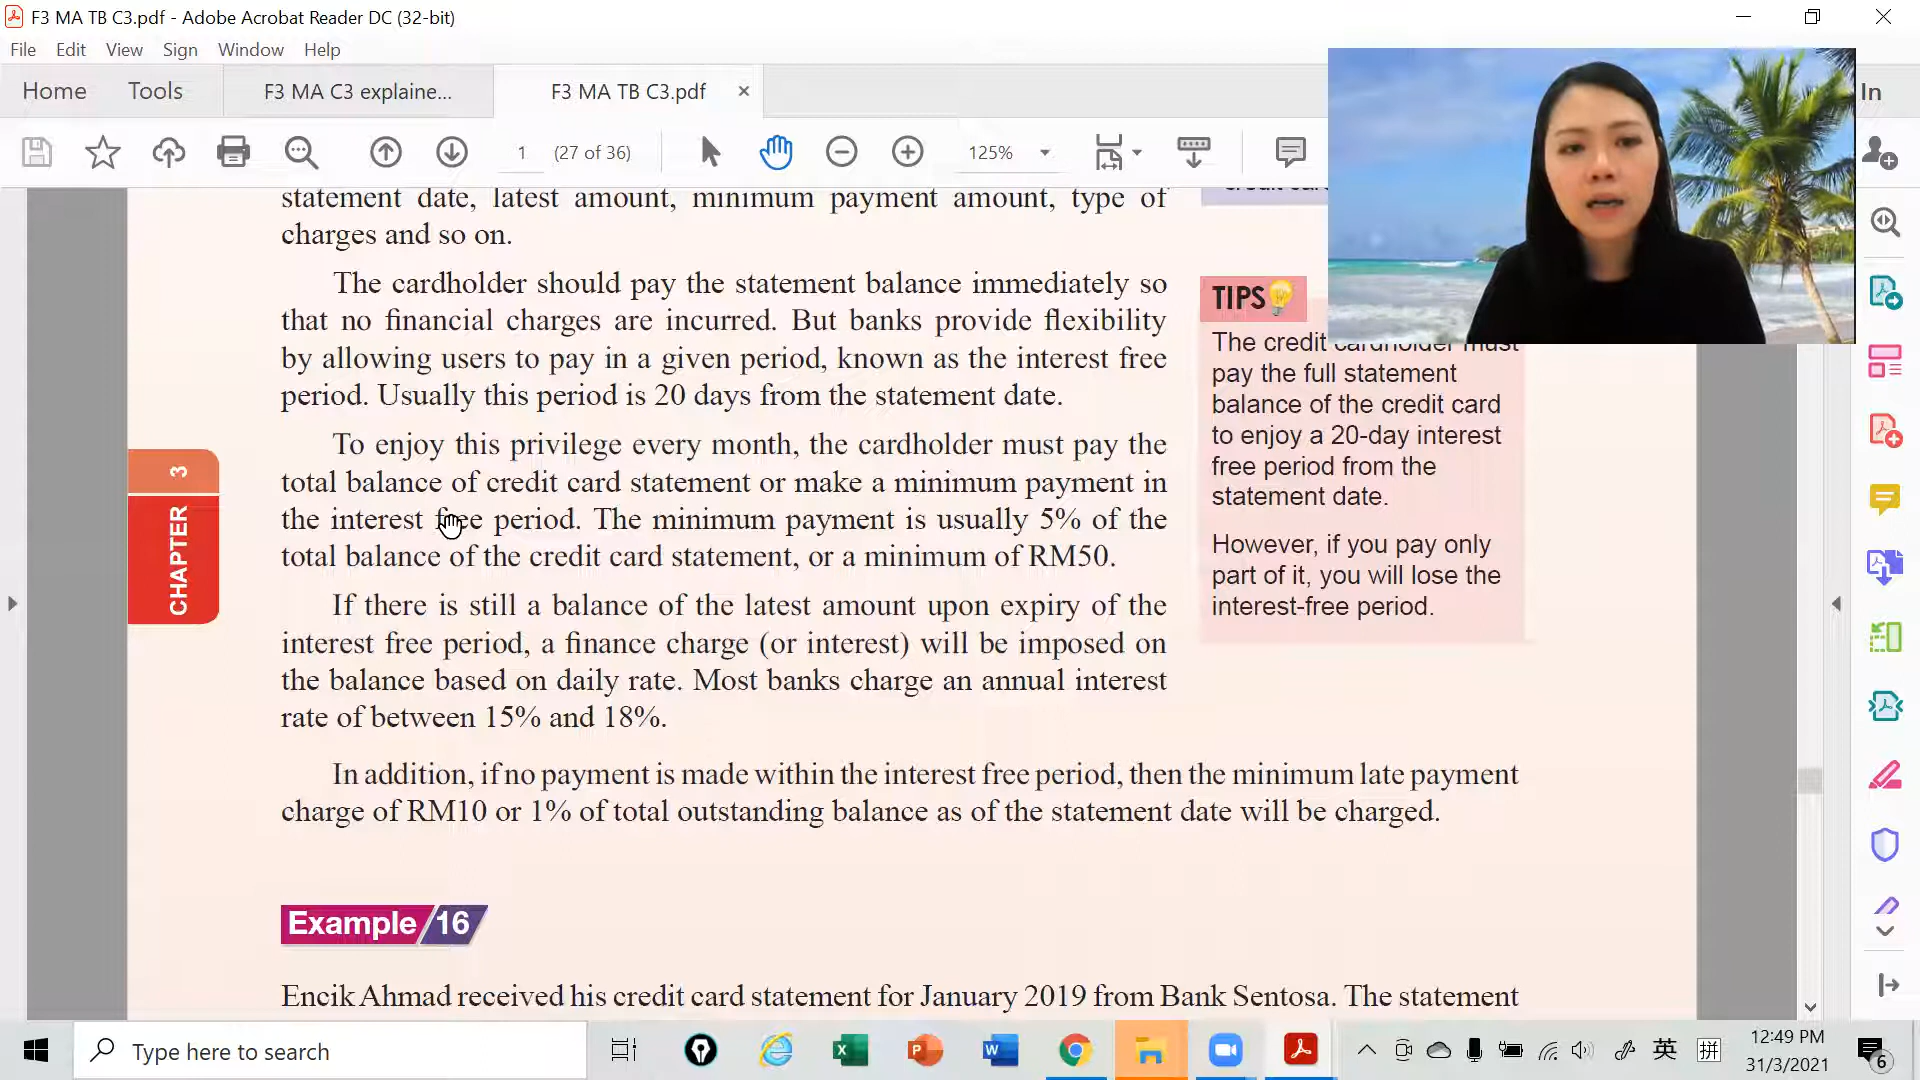 F3 MA TB C3.pdf - Adobe Acrobat Reader DC (32-bit)
File Edit View Sign Window Help
Home Tools F3 MA C3 explaine... F3 MA TB C3.pdf In
1 (27 of 36) 125%
statement date, latest amount, minimum payment amount, type of
charges and so on.
The cardholder should pay the statement balance immediately so
that no financial charges are incurred. But banks provide flexibility
by allowing users to pay in a given period, known as the interest free
period. Usually this period is 20 days from the statement date.
To enjoy this privilege every month, the cardholder must pay the
total balance of credit card statement or make a minimum payment in
the interest free period. The minimum payment is usually 5% of the
total balance of the credit card statement, or a minimum of RM50.
If there is still a balance of the latest amount upon expiry of the
interest free period, a finance charge (or interest) will be imposed on
the balance based on daily rate. Most banks charge an annual interest
rate of between 15% and 18%.
In addition, if no payment is made within the interest free period, then the minimum late payment
charge of RM10 or 1% of total outstanding balance as of the statement date will be charged.
TIPS
The credit cardholder must
pay the full statement
balance of the credit card
to enjoy a 20-day interest
free period from the
statement date.
However, if you pay only
part of it, you will lose the
interest-free period.
CHAPTER 3
Example 16
Encik Ahmad received his credit card statement for January 2019 from Bank Sentosa. The statement
Type here to search
英 拼
12:49 PM
31/3/2021
6